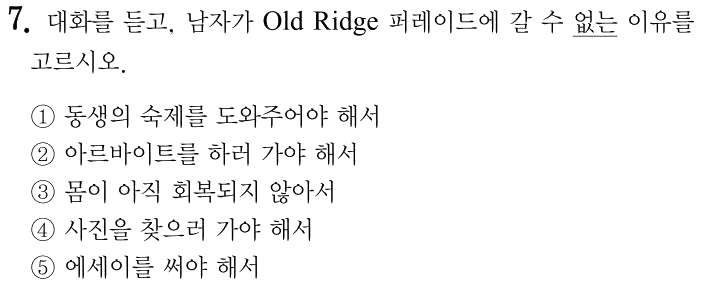 7. 대화를 듣고, 남자가 Old Ridge 퍼레이드에 갈 수 없는 이유를
고르시오.
① 동생의 숙제를 도와주어야 해서
② 아르바이트를 하러 가야 해서
③ 몸이 아직 회복되지 않아서
④ 사진을 찾으러 가야 해서
⑤ 에세이를 써야 해서